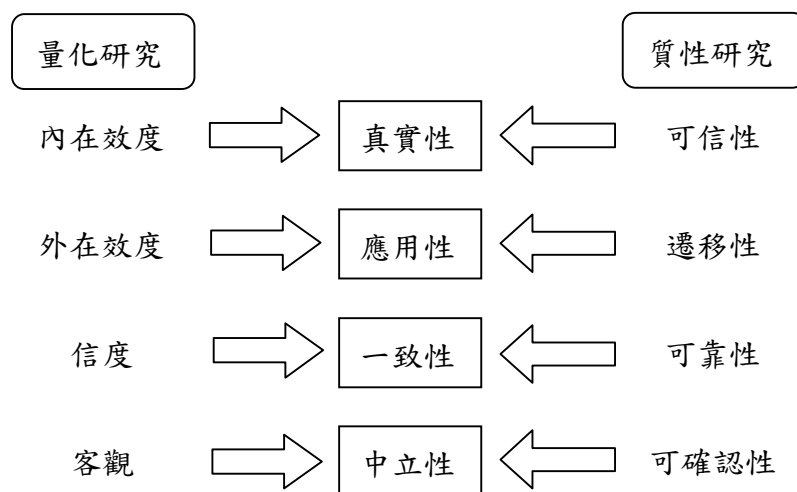 量化研究 質性研究
內在效度 真實性 可信性
外在效度 應用性 遷移性
信度 一致性 可靠性
客觀 中立性 可確認性